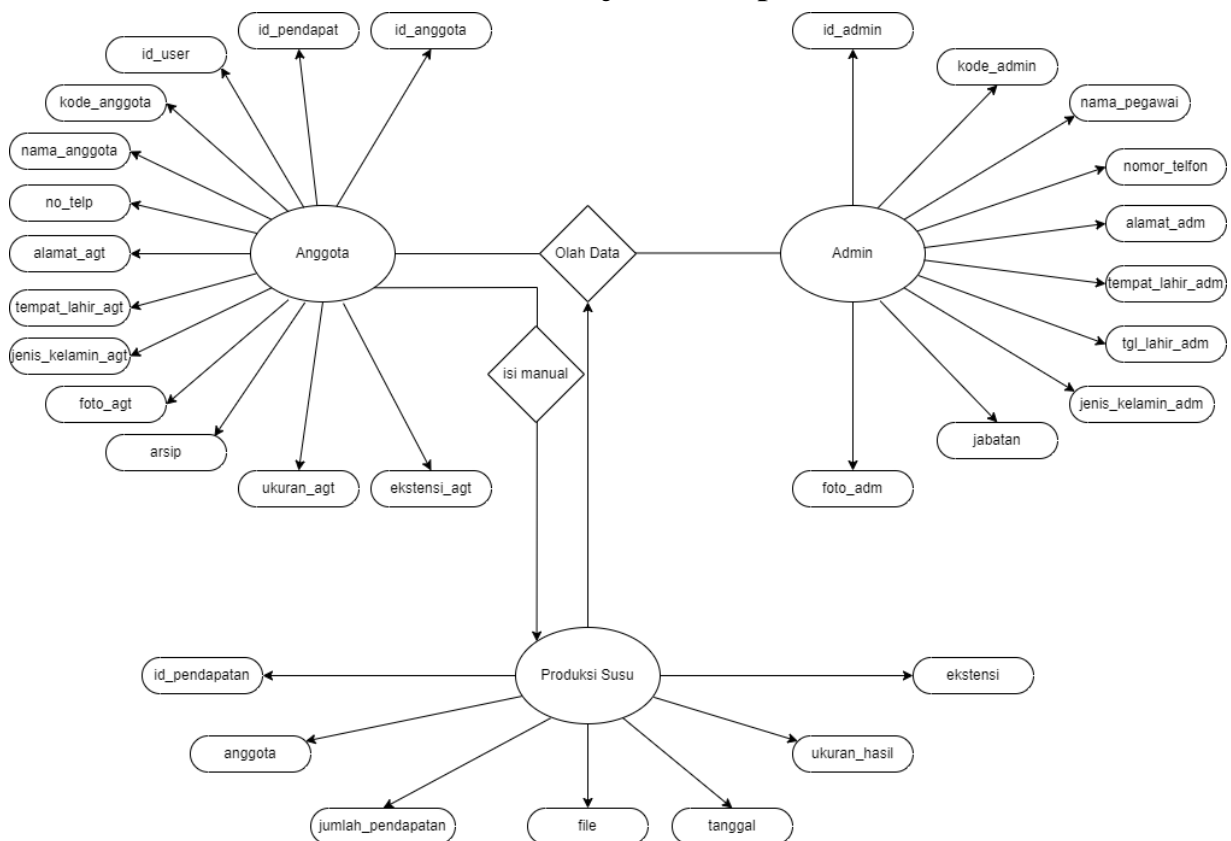 id_pendapat
id_anggota
id_user
kode_anggota
nama_anggota
no_telp
alamat_agt
tempat_lahir_agt
jenis_kelamin_agt
foto_agt
arsip
ukuran_agt
ekstensi_agt
Anggota
Olah Data
isi manual
Admin
id_admin
kode_admin
nama_pegawai
nomor_telfon
alamat_adm
tempat_lahir_adm
tgl_lahir_adm
jenis_kelamin_adm
jabatan
foto_adm
Produksi Susu
id_pendapatan
anggota
jumlah_pendapatan
file
tanggal
ukuran_hasil
ekstensi